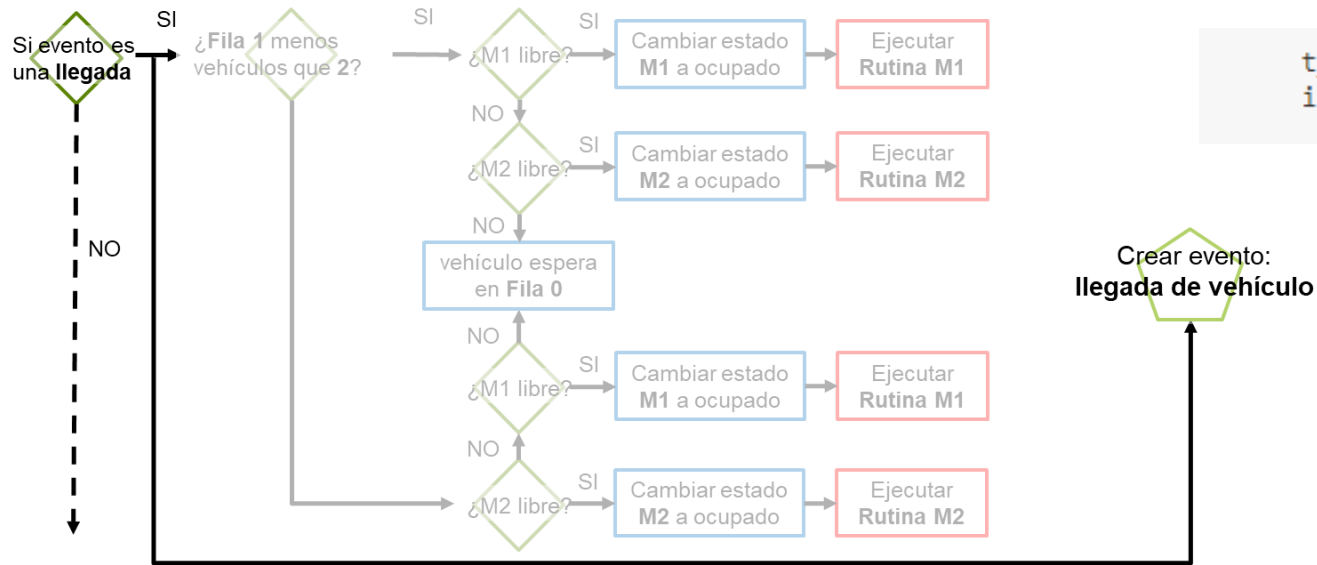 Si evento es
una llegada
SI
NO
¿Fila 1 menos
vehículos que 2?
SI
¿M1 libre?
SI
Cambiar estado
M1 a ocupado
Ejecutar
Rutina M1
NO
¿M2 libre?
SI
Cambiar estado
M2 a ocupado
Ejecutar
Rutina M2
NO
vehículo espera
en Fila 0
NO
¿M1 libre?
SI
Cambiar estado
M1 a ocupado
Ejecutar
Rutina M1
NO
¿M2 libre?
SI
Cambiar estado
M2 a ocupado
Ejecutar
Rutina M2
Crear evento:
llegada de vehículo